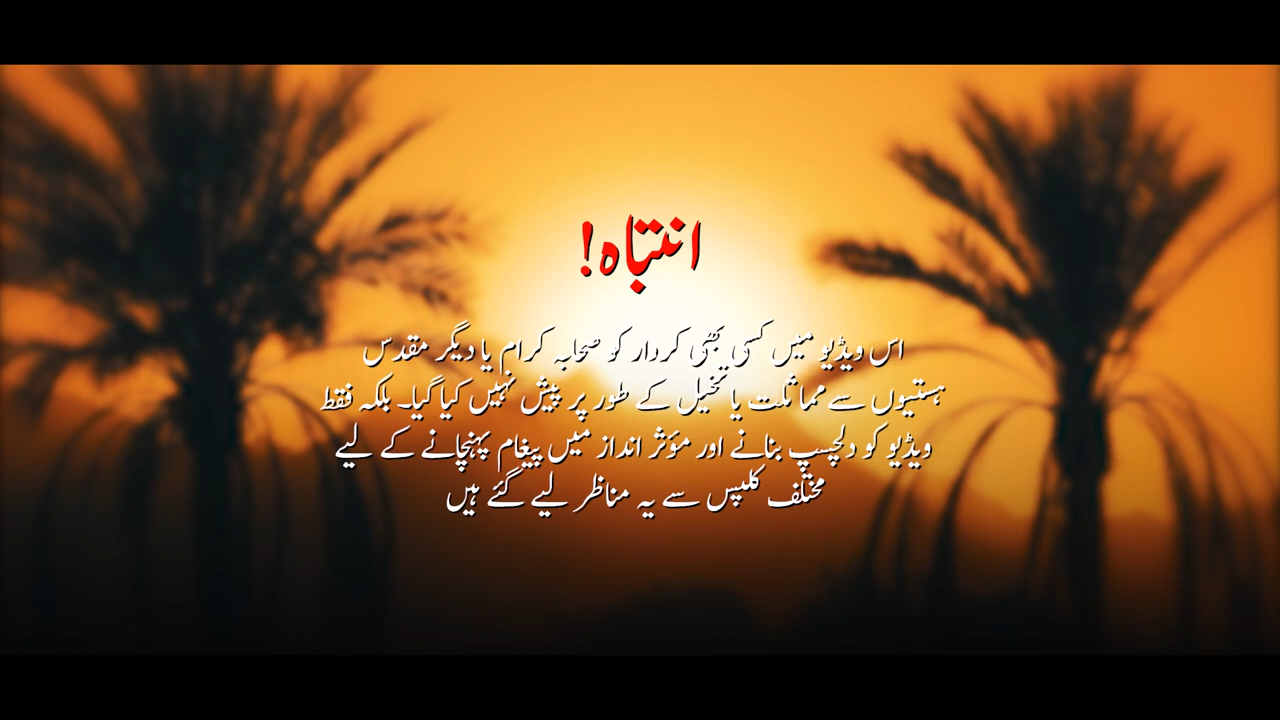 انتباہ!
اس ویڈیو میں کسی بھی کردار کو صحابہ کرام یا دیگر مقدس
ہستیوں سے مماثلت یا تخیل کے طور پر پیش نہیں کیا گیا۔ بلکہ فقط
ویڈیو کو دلچسپ بنانے اور مؤثر انداز میں پیغام پہنچانے کے لیے
مختلف کلپس سے یہ مناظر لیے گئے ہیں